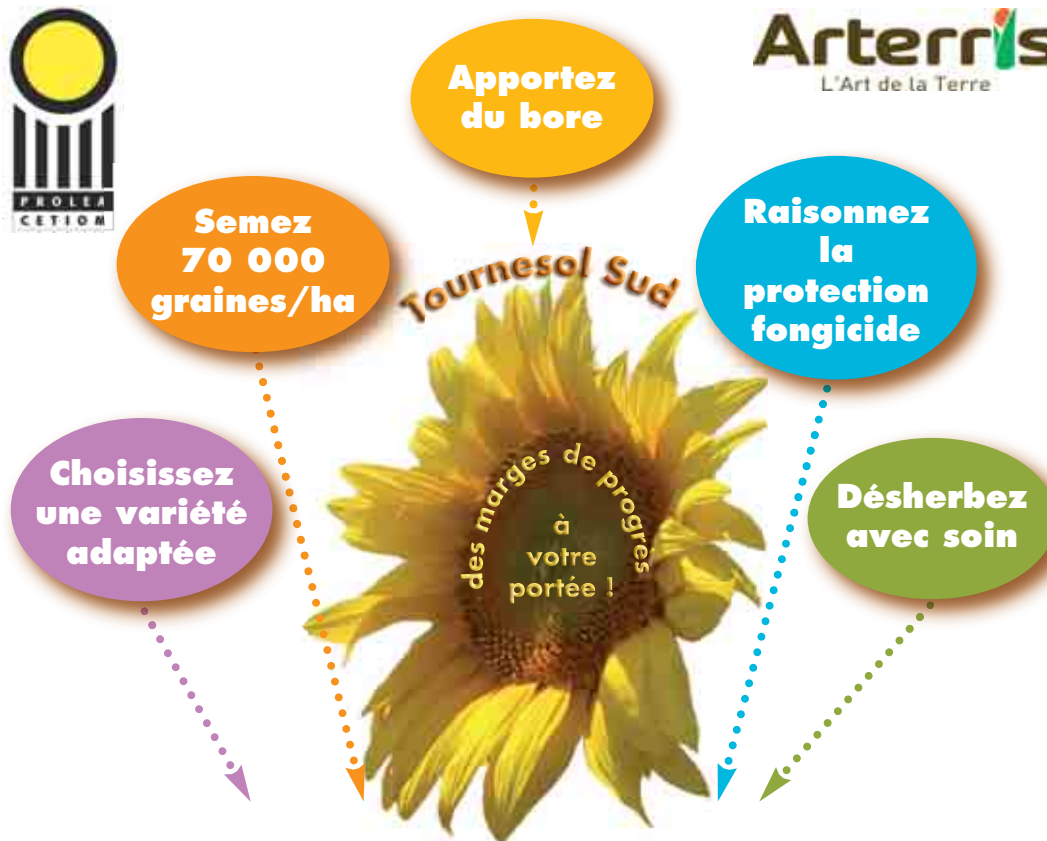 PROLEA
CETIOM
Arterris
L'Art de la Terre
Apportez
du bore
Semez
70 000
graines/ha
Raisonnez
la
protection
fongicide
Tournesol Sud
Choisissez
une variété
adaptée
des marges de progrès
à
votre
portée !
Désherbez
avec soin